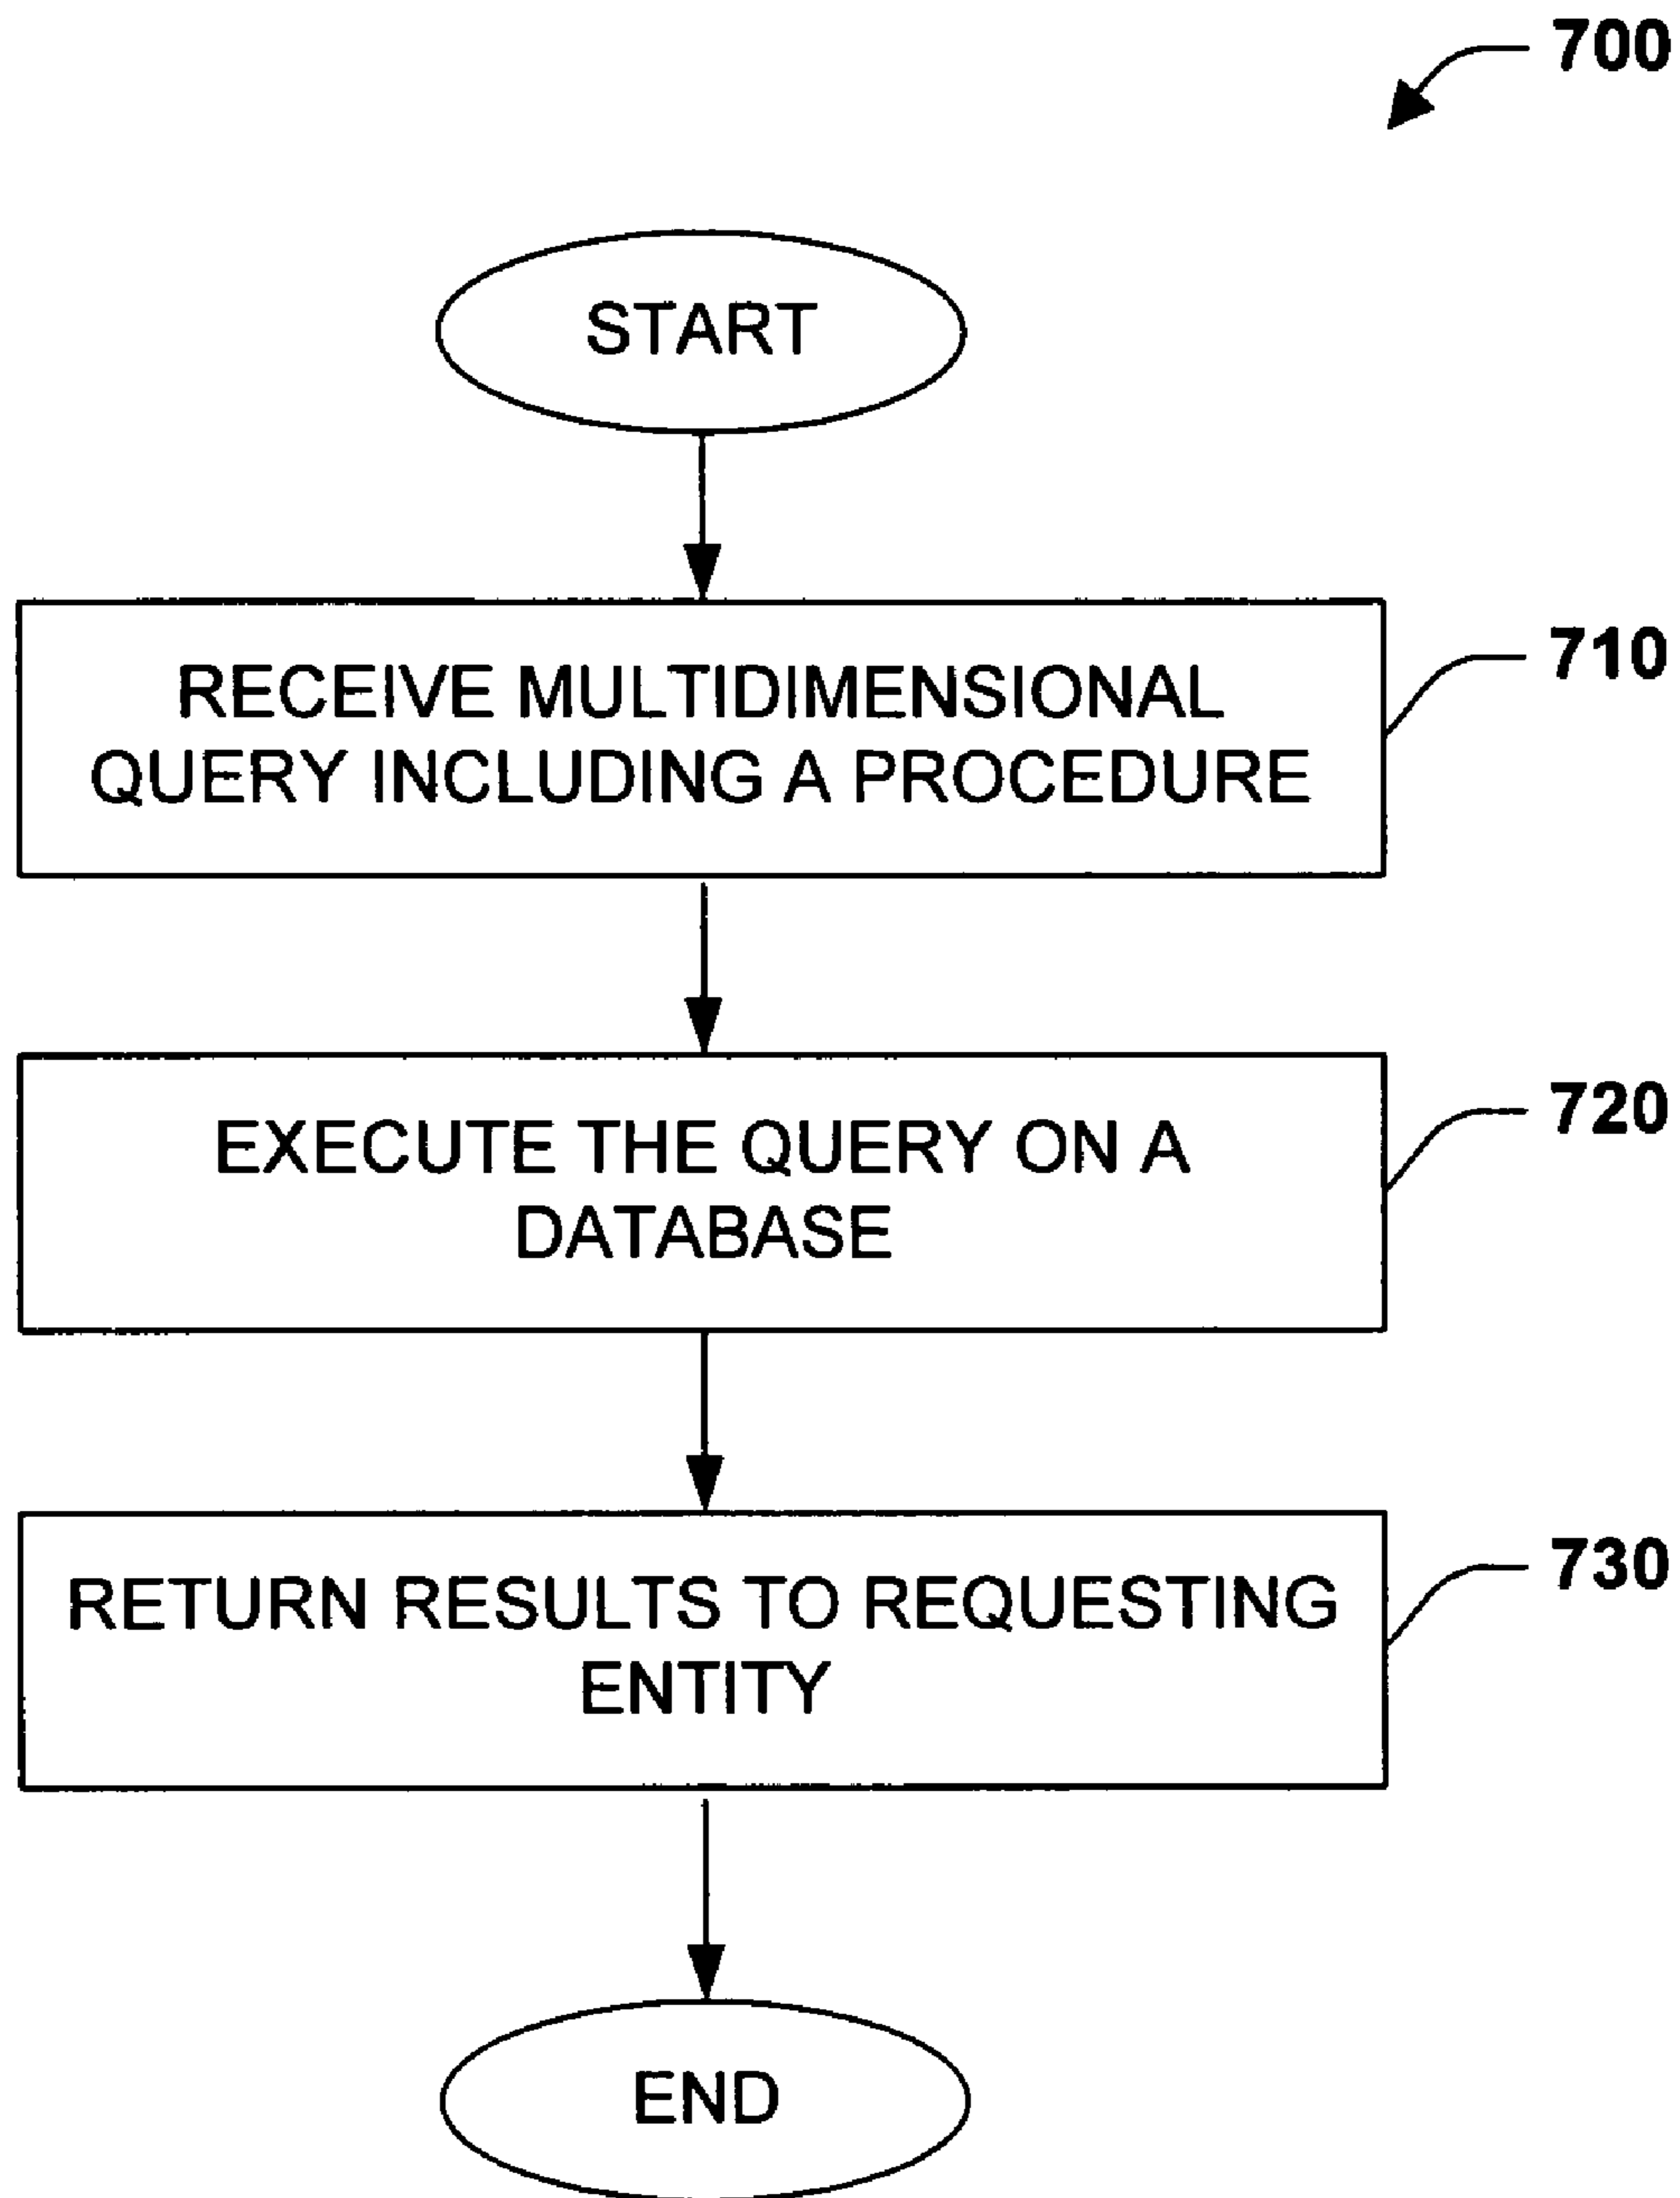 700
START
RECEIVE MULTIDIMENSIONAL
QUERY INCLUDING A PROCEDURE
710
EXECUTE THE QUERY ON A
DATABASE
720
RETURN RESULTS TO REQUESTING
ENTITY
730
END